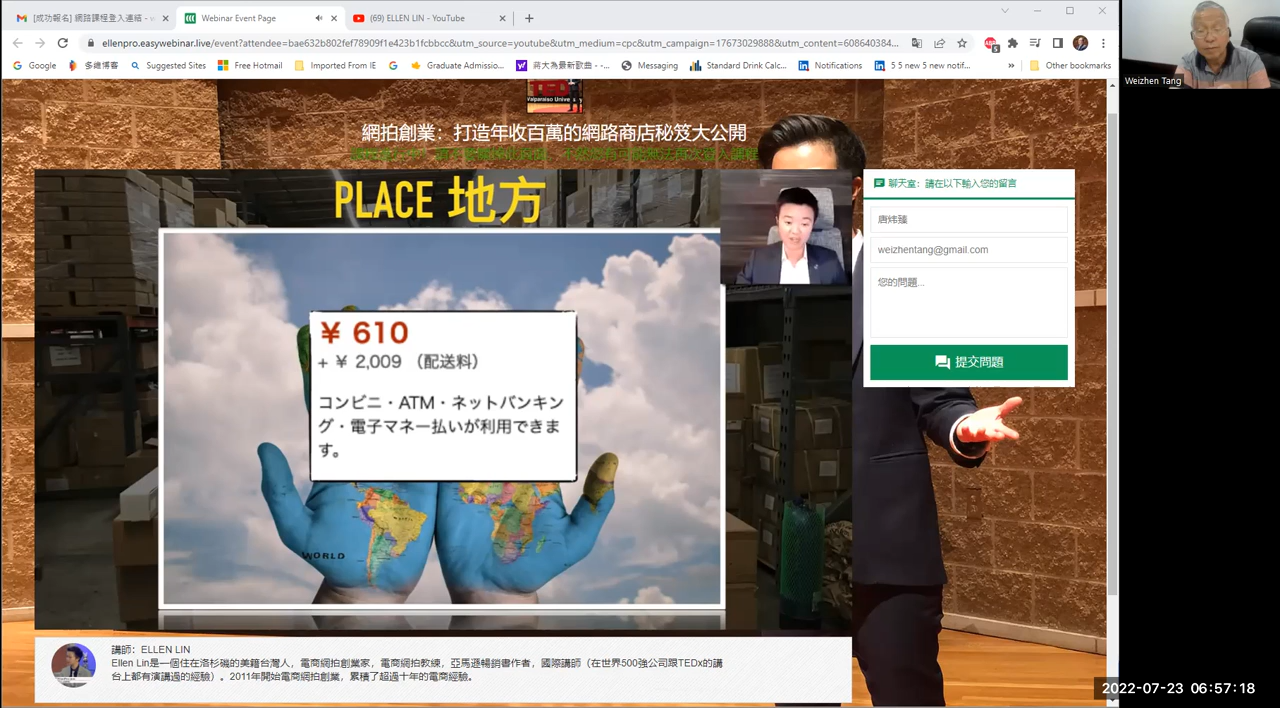 [成功報名] 網路課程登入連結 - w
Webinar Event Page
(69) ELLEN LIN - YouTube
ellenpro.easywebinar.live/event?attendee=bae632b802fef78909f1e423b1fcbbcc&utm_source=youtube&utm_medium=cpc&utm_campaign=17673029888&utm_content=608640384...
Google
多纖博客
Suggested Sites
Free Hotmail
Imported From IE
Graduate Admissio...
蔣太為最新歌曲 - -...
Messaging
Standard Drink Calc...
Notifications
5 5 new 5 new notif...
Other bookmarks
Weizhen Tang
TED
Valparaiso Unive
網拍創業：打造年收百萬的網路商店秘笈大公開
PLACE 地方
¥ 610
+ ¥ 2,009 （配送料）
コンビニ・ATM・ネットバンキン
グ・電子マネー払いが利用できま
す。
WORLD
聊天室：請在以下輸入您的留言
唐炜臻
weizhentang@gmail.com
您的問題...
提交問題
講師：ELLEN LIN
Ellen Lin是一個住在洛杉磯的美籍台灣人，電商網拍創業家，電商網拍教練，亞馬遜暢銷書作者，國際講師（在世界500強公司跟TEDx的講
台上都有演講過的經驗）。2011年開始電商網拍創業，累積了超過十年的電商經驗。
2022-07-23 06:57:18